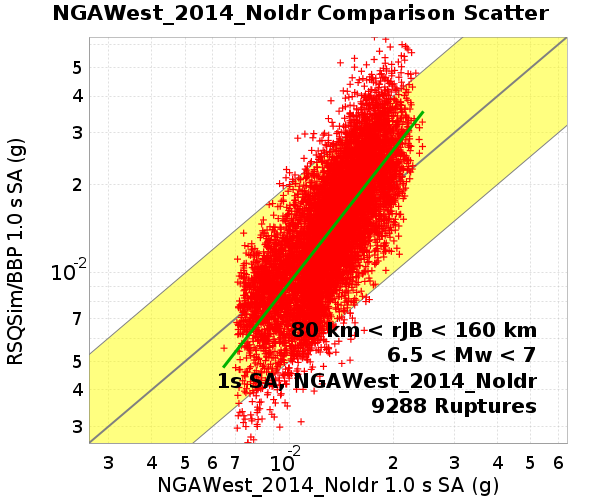 NGAWest_2014_NoIdr Comparison Scatter
RSQSim/BBP 1.0 s SA (g)
5
4
3
2
10-2
7
5
4
3
80 km < rJB < 160 km
6.5 < Mw < 7
1s SA, NGAWest_2014_NoIdr
9288 Ruptures
3 4 5 6 7 10-2 2 3 4 5 6
NGAWest_2014_NoIdr 1.0 s SA (g)